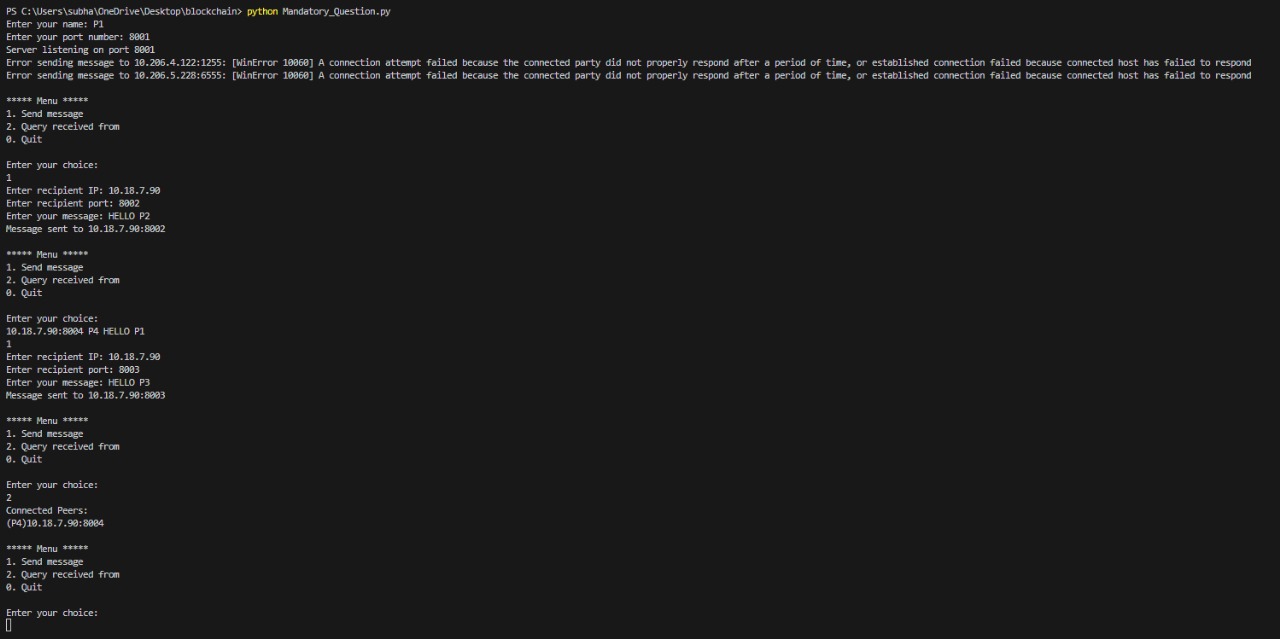 PS C:\Users\subha\OneDrive\Desktop\blockchain> python Mandatory_Question.py
Enter your name: P1
Enter your port number: 8001
Server listening on port 8001
Error sending message to 10.206.4.122:1255: [WinError 10060] A connection attempt failed because the connected party did not properly respond after a period of time, or established connection failed because connected host has failed to respond
Error sending message to 10.206.5.228:6555: [WinError 10060] A connection attempt failed because the connected party did not properly respond after a period of time, or established connection failed because connected host has failed to respond
***** Menu *****
1. Send message
2. Query received from
0. Quit
Enter your choice:
1
Enter recipient IP: 10.18.7.90
Enter recipient port: 8002
Enter your message: HELLO P2
Message sent to 10.18.7.90:8002
***** Menu *****
1. Send message
2. Query received from
0. Quit
Enter your choice:
10.18.7.90:8004 P4 HELLO P1
1
Enter recipient IP: 10.18.7.90
Enter recipient port: 8003
Enter your message: HELLO P3
Message sent to 10.18.7.90:8003
***** Menu *****
1. Send message
2. Query received from
0. Quit
Enter your choice:
2
Connected Peers:
(P4)10.18.7.90:8004
***** Menu *****
1. Send message
2. Query received from
0. Quit
Enter your choice: